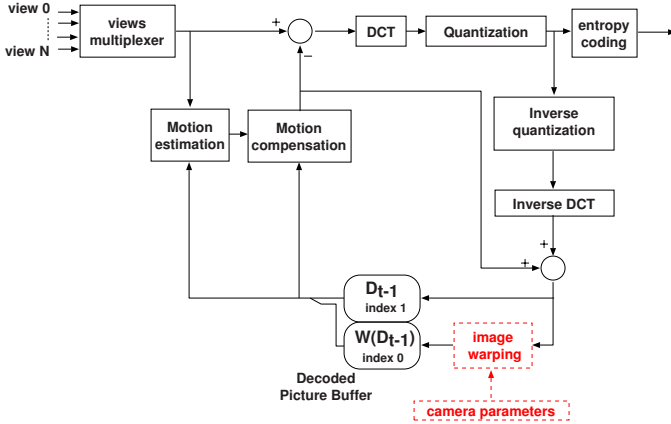 view 0
view N
views
multiplexer
+
−
DCT
Quantization
entropy
coding
Motion
estimation
Motion
compensation
Inverse
quantization
Inverse DCT
+
+
Dt-1
index 1
W(Dt-1)
index 0
image
warping
Decoded
Picture Buffer
camera parameters